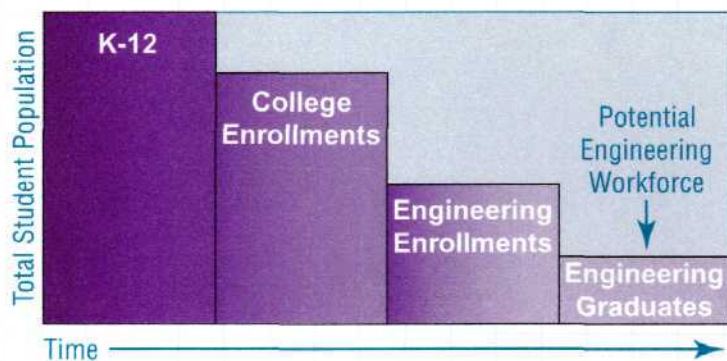 Total Student Population
K-12
College
Enrollments
Engineering
Enrollments
Potential
Engineering
Workforce
Engineering
Graduates
Time